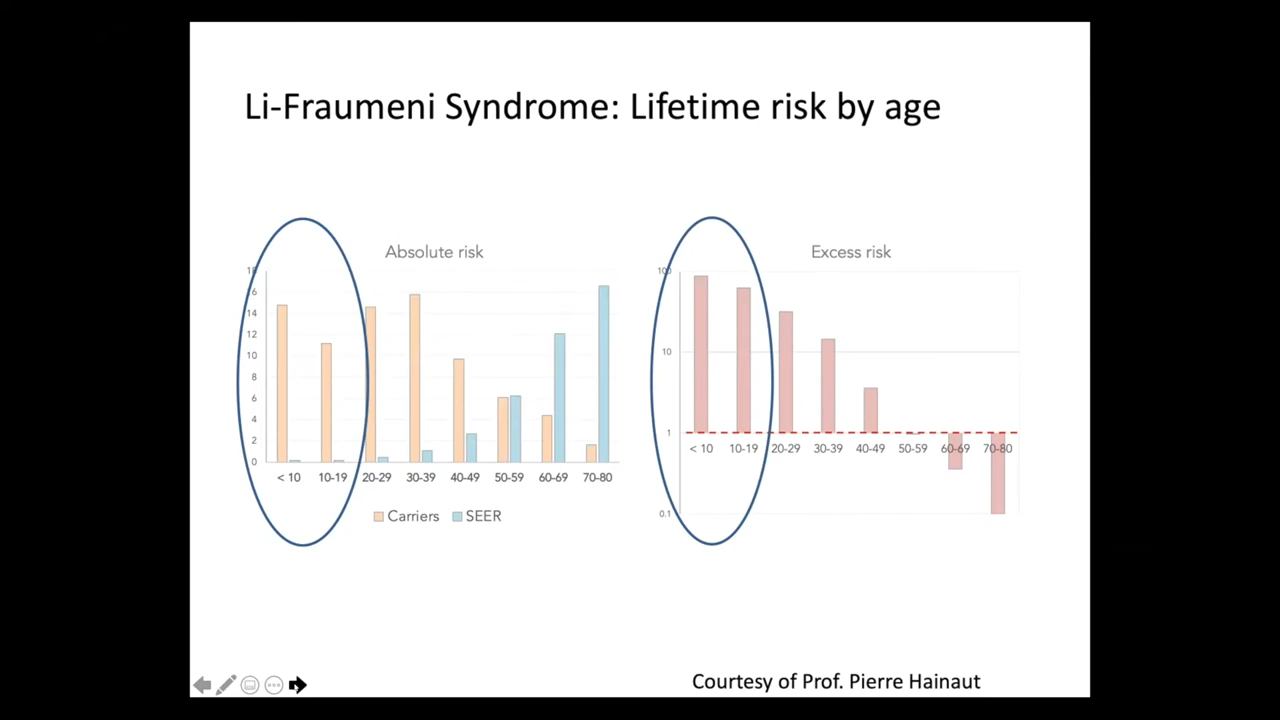 Li-Fraumeni Syndrome: Lifetime risk by age
Absolute risk
18
16
14
12
10
8
6
4
2
0
< 10 10-19 20-29 30-39 40-49 50-59 60-69 70-80
Carriers SEER
Excess risk
100
10
1
< 10 10-19 20-29 30-39 40-49 50-59 60-69 70-80
0.1
Courtesy of Prof. Pierre Hainaut